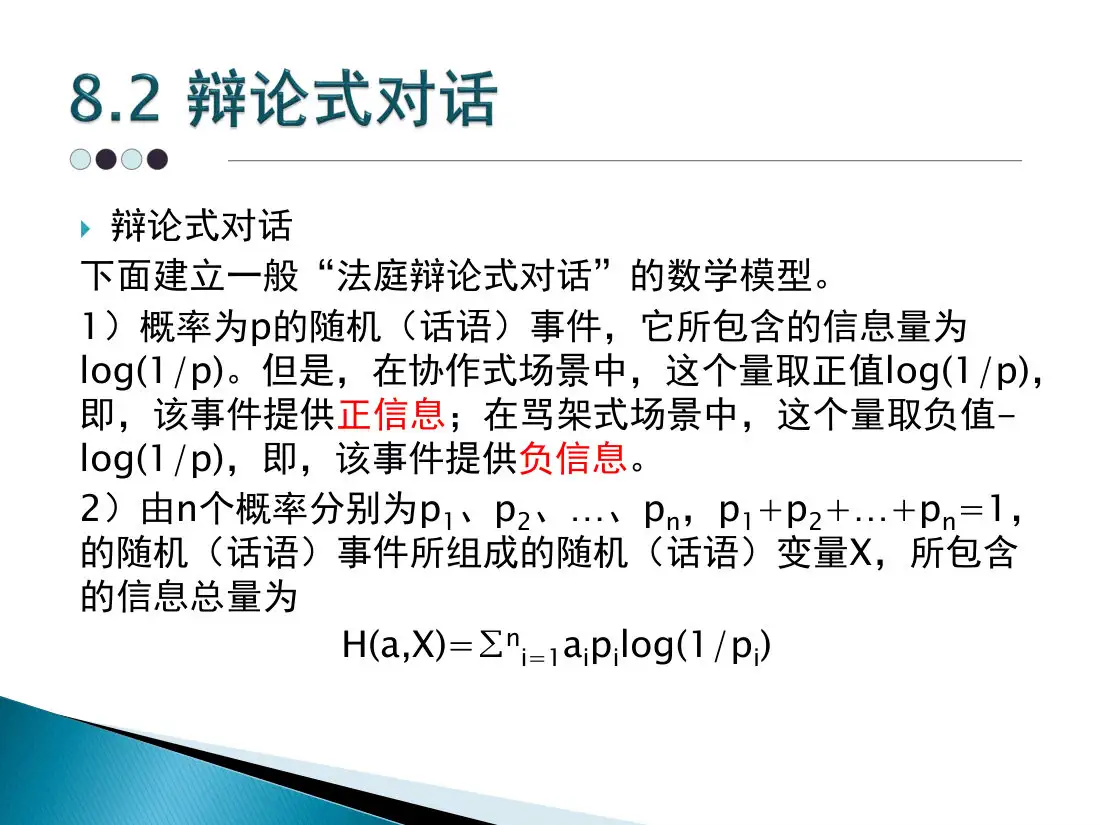 8.2 辩论式对话
辩论式对话
下面建立一般“法庭辩论式对话”的数学模型。
1）概率为p的随机（话语）事件，它所包含的信息量为
log(1/p)。但是，在协作式场景中，这个量取正值log(1/p)，
即，该事件提供正信息；在骂架式场景中，这个量取负值-
log(1/p)，即，该事件提供负信息。
2）由n个概率分别为p₁、p₂、…、pₙ，p₁+p₂+…+pₙ=1，
的随机（话语）事件所组成的随机（话语）变量X，所包含
的信息总量为
H(a,X)=∑ⁿᵢ₌₁aᵢpᵢlog(1/pᵢ)